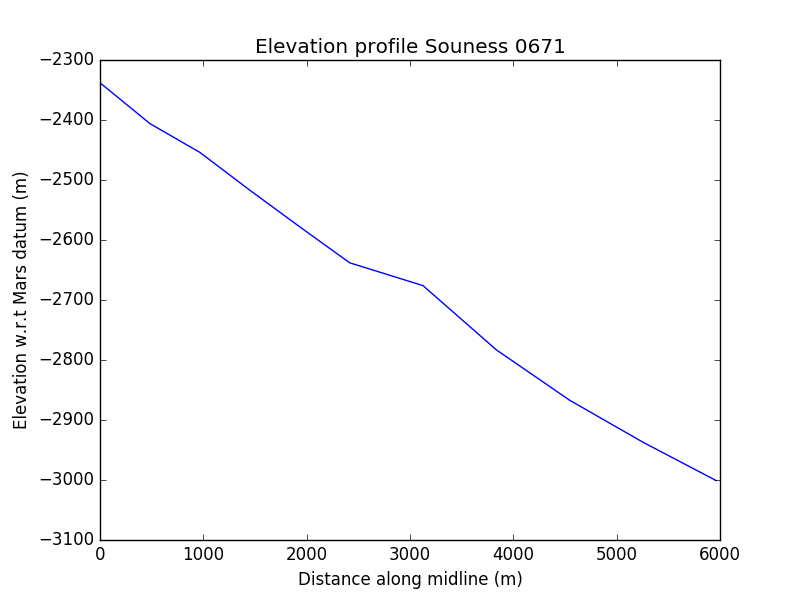 Elevation profile Souness 0671
Elevation w.r.t Mars datum (m)
−2300
−2400
−2500
−2600
−2700
−2800
−2900
−3000
−3100
0 1000 2000 3000 4000 5000 6000
Distance along midline (m)